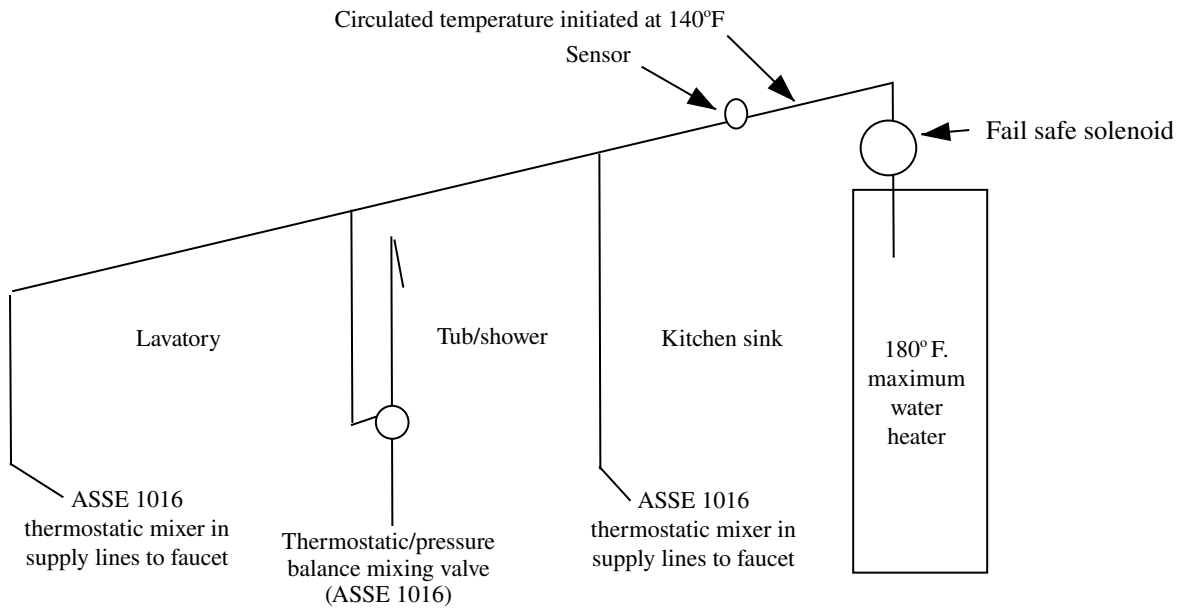 Circulated temperature initiated at 140ºF
Sensor
Fail safe solenoid
Lavatory
Tub/shower
Kitchen sink
180º F.
maximum
water
heater
ASSE 1016
thermostatic mixer in
supply lines to faucet
Thermostatic/pressure
balance mixing valve
(ASSE 1016)
ASSE 1016
thermostatic mixer in
supply lines to faucet